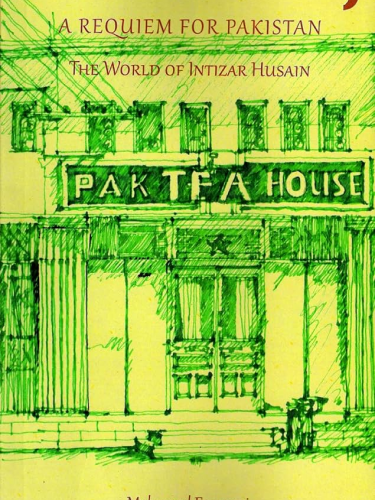 A REQUIEM FOR PAKISTAN
THE WORLD OF INTIZAR HUSAIN
PAK TEA HOUSE